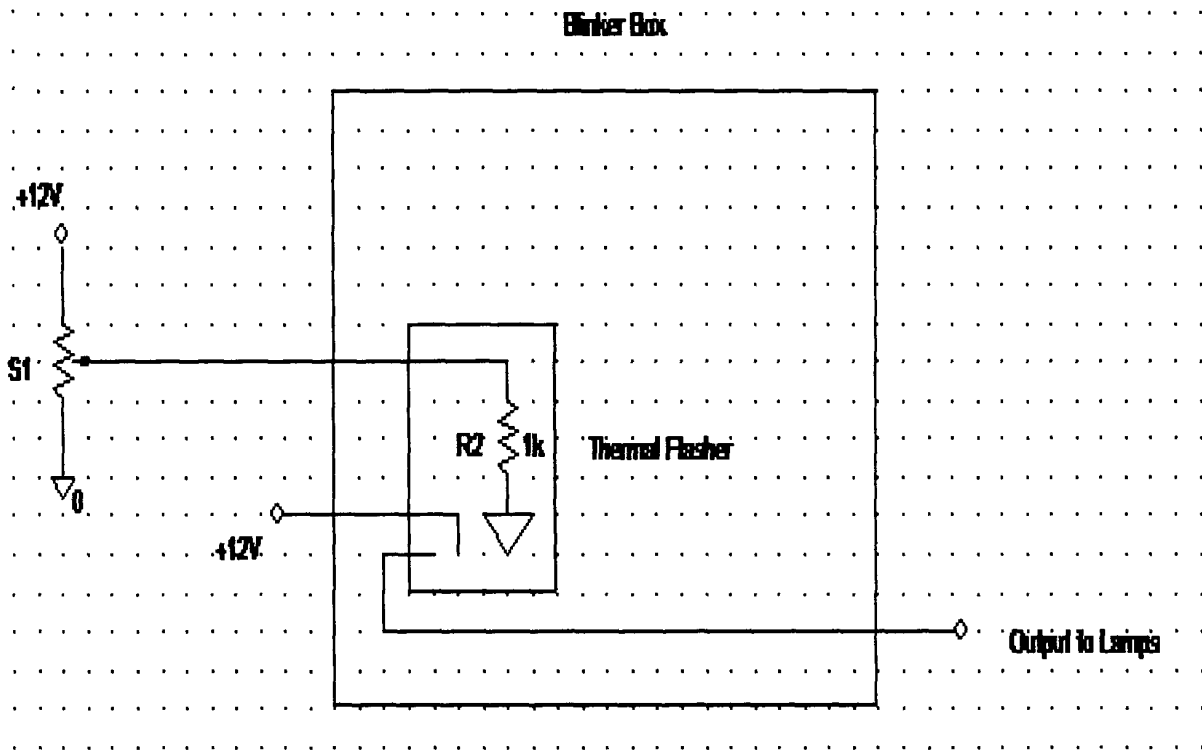 Blinker Box
+12V
S1
R2 1k
Thermal Flasher
0
+12V
Output to Lamps